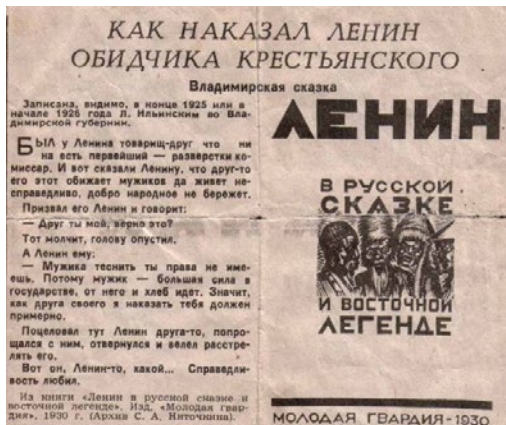 КАК НАКАЗАЛ ЛЕНИН
ОБИДЧИКА КРЕСТЬЯНСКОГО
Владимирская сказка
Записана, видимо, в конце 1925 или в
начале 1926 года Л. Ильинским во Вла-
димирской губернии.
БЫЛ у Ленина товарищ-друг что ни
на есть первейший — разверстки ко-
миссар. И вот сказали Ленину, что друг-то
его этот обижает мужиков да живет не-
справедливо, добро народное не бережет.
Призвал его Ленин и говорит:
— Друг ты мой, верно это?
Тот молчит, голову опустил.
А Ленин ему:
— Мужика теснить ты права не име-
ешь. Потому мужик — большая сила в
государстве, от него и хлеб идет. Значит,
как друга своего я наказать тебя должен
примерно.
Поцеловал тут Ленин друга-то, попро-
щался с ним, отвернулся и велел расстре-
лять его.
Вот он, Ленин-то, какой... Справедли-
вость любил.
Из книги «Ленин в русской сказке и
восточной легенде». Изд. «Молодая гвар-
дия», 1930 г. (Архив С. А. Ниточкина).
ЛЕНИН
В РУССКОЙ
СКАЗКЕ
И ВОСТОЧНОЙ
ЛЕГЕНДЕ
МОЛОДАЯ ГВАРДИЯ-1930